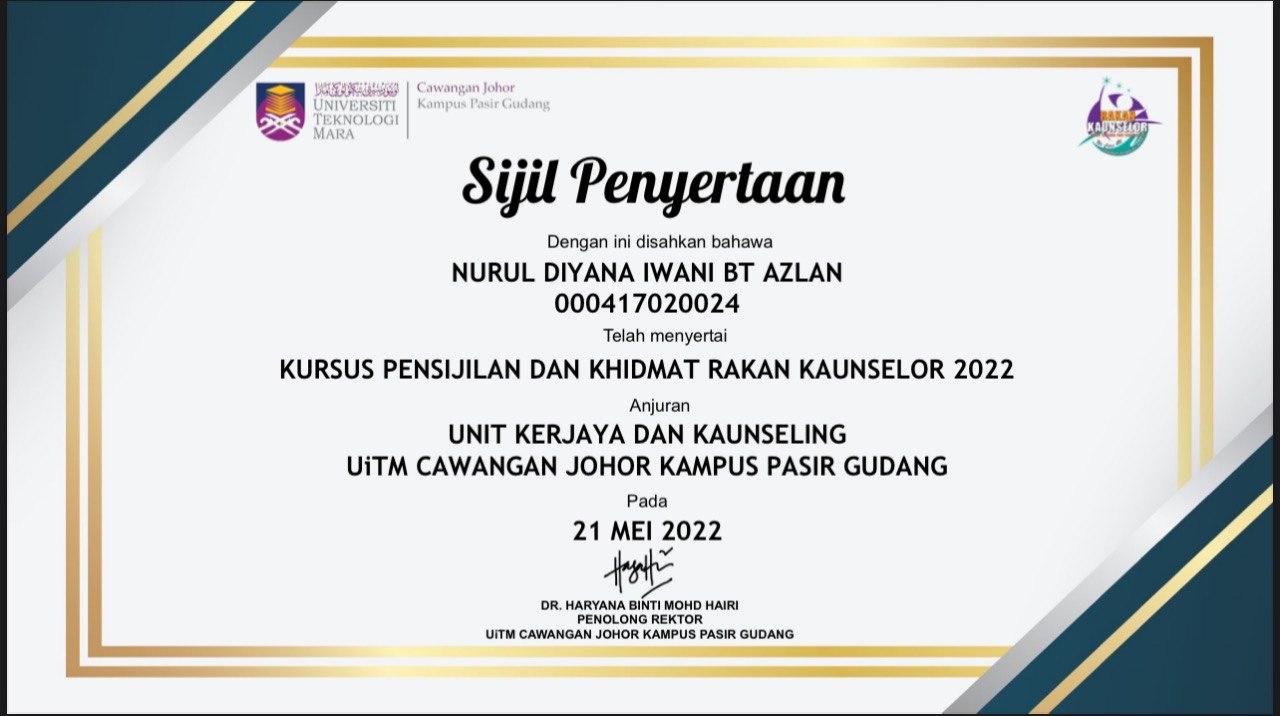 UNIVERSITI
TEKNOLOGI
MARA
Cawangan Johor
Kampus Pasir Gudang
RAKAN
KAUNSELOR
Sijil Penyertaan
Dengan ini disahkan bahawa
NURUL DIYANA IWANI BT AZLAN
000417020024
Telah menyertai
KURSUS PENSIJILAN DAN KHIDMAT RAKAN KAUNSELOR 2022
Anjuran
UNIT KERJAYA DAN KAUNSELING
UiTM CAWANGAN JOHOR KAMPUS PASIR GUDANG
Pada
21 MEI 2022
DR. HARYANA BINTI MOHD HAIRI
PENOLONG REKTOR
UiTM CAWANGAN JOHOR KAMPUS PASIR GUDANG